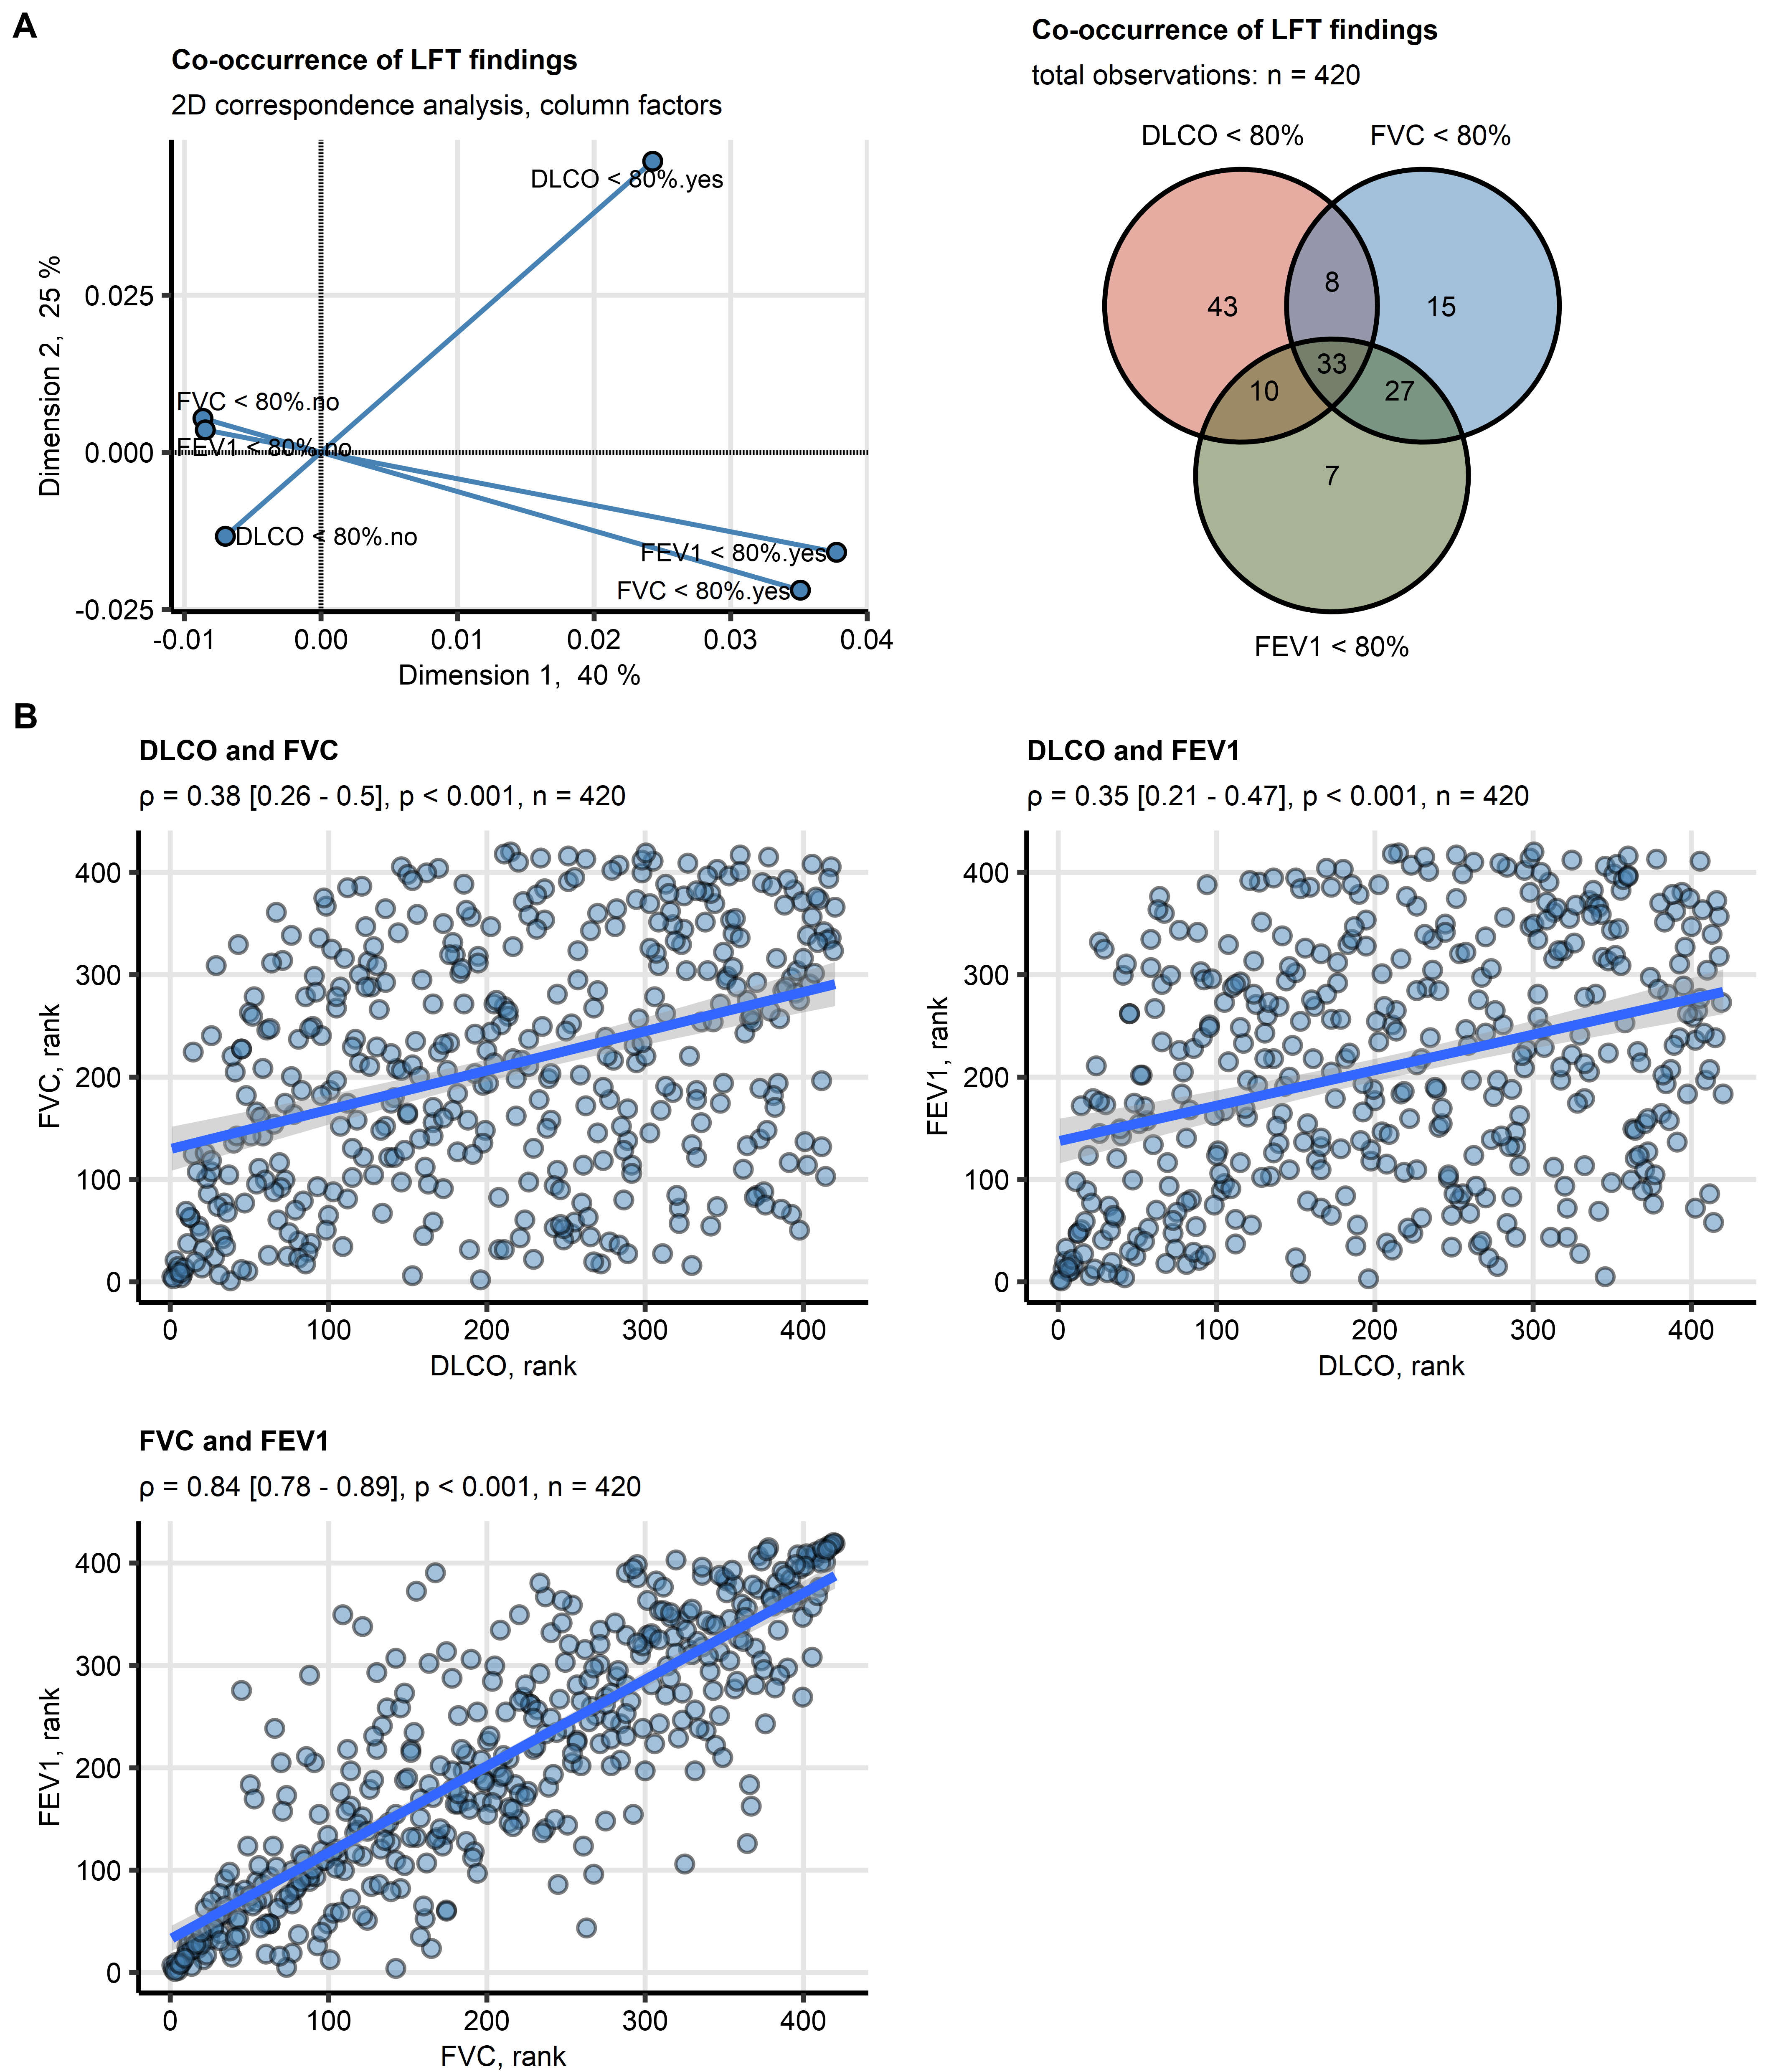 A
Co-occurrence of LFT findings
2D correspondence analysis, column factors
DLCO < 80%.yes
FVC < 80%.no
FEV1 < 80%.no
DLCO < 80%.no
FEV1 < 80%.yes
FVC < 80%.yes
Dimension 2, 25 %
0.025
0.000
-0.025
-0.01 0.00 0.01 0.02 0.03 0.04
Dimension 1, 40 %
Co-occurrence of LFT findings
total observations: n = 420
DLCO < 80% FVC < 80%
8
43 15
33
10 27
7
FEV1 < 80%
B
DLCO and FVC
ρ = 0.38 [0.26 - 0.5], p < 0.001, n = 420
FVC, rank
400
300
200
100
0
0 100 200 300 400
DLCO, rank
DLCO and FEV1
ρ = 0.35 [0.21 - 0.47], p < 0.001, n = 420
FEV1, rank
400
300
200
100
0
0 100 200 300 400
DLCO, rank
FVC and FEV1
ρ = 0.84 [0.78 - 0.89], p < 0.001, n = 420
FEV1, rank
400
300
200
100
0
0 100 200 300 400
FVC, rank